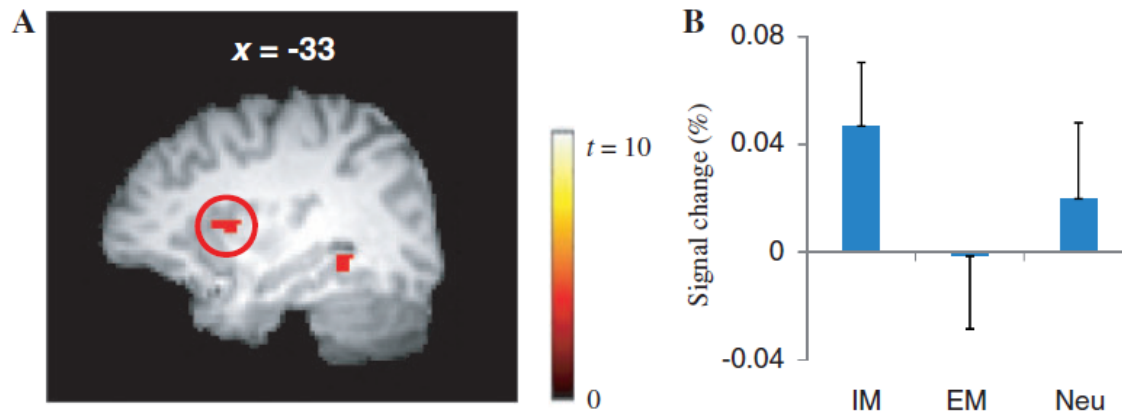 A
x = -33
t = 10
0
B
Signal change (%)
0.08
0.04
0
-0.04
IM EM Neu